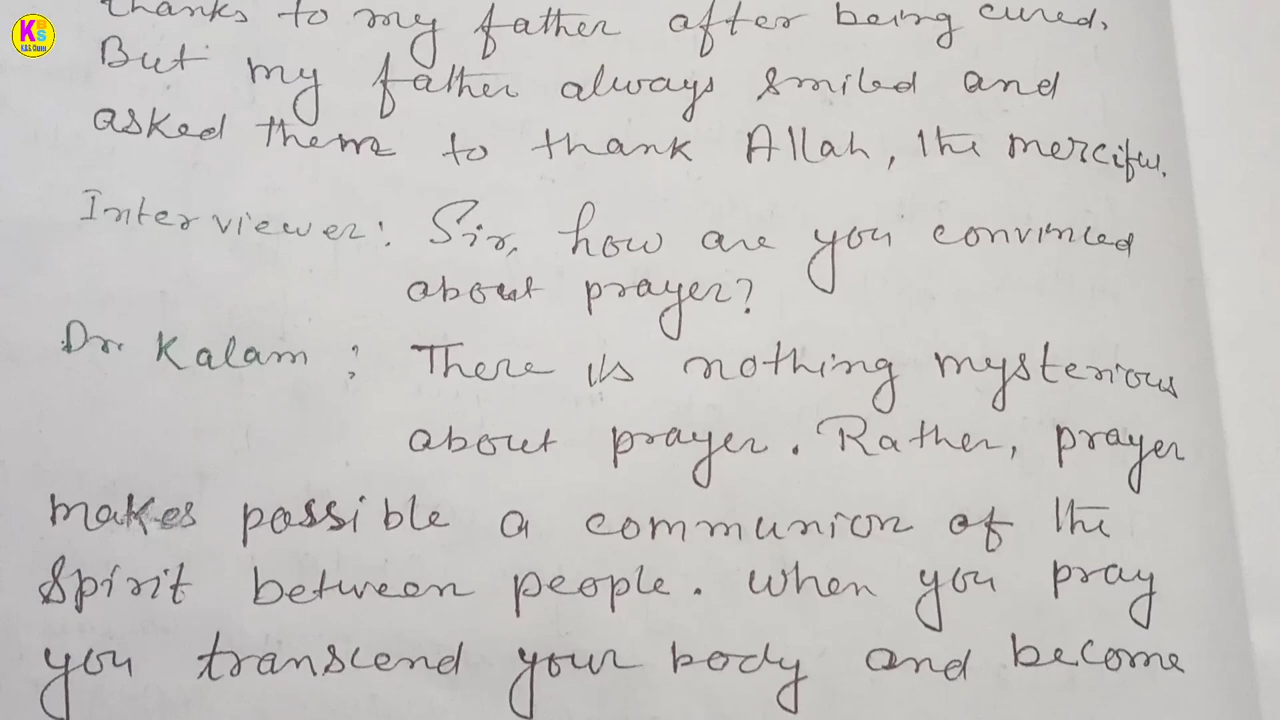 KSS
K&S Classes
thanks to my father after being cured.
But my father always smiled and
asked them to thank Allah, the merciful.
Interviewer: Sir, how are you convinced
about prayer?
Dr. Kalam: There is nothing mysterious
about prayer. Rather, prayer
makes possible a communion of the
spirit between people. When you pray
you transcend your body and become